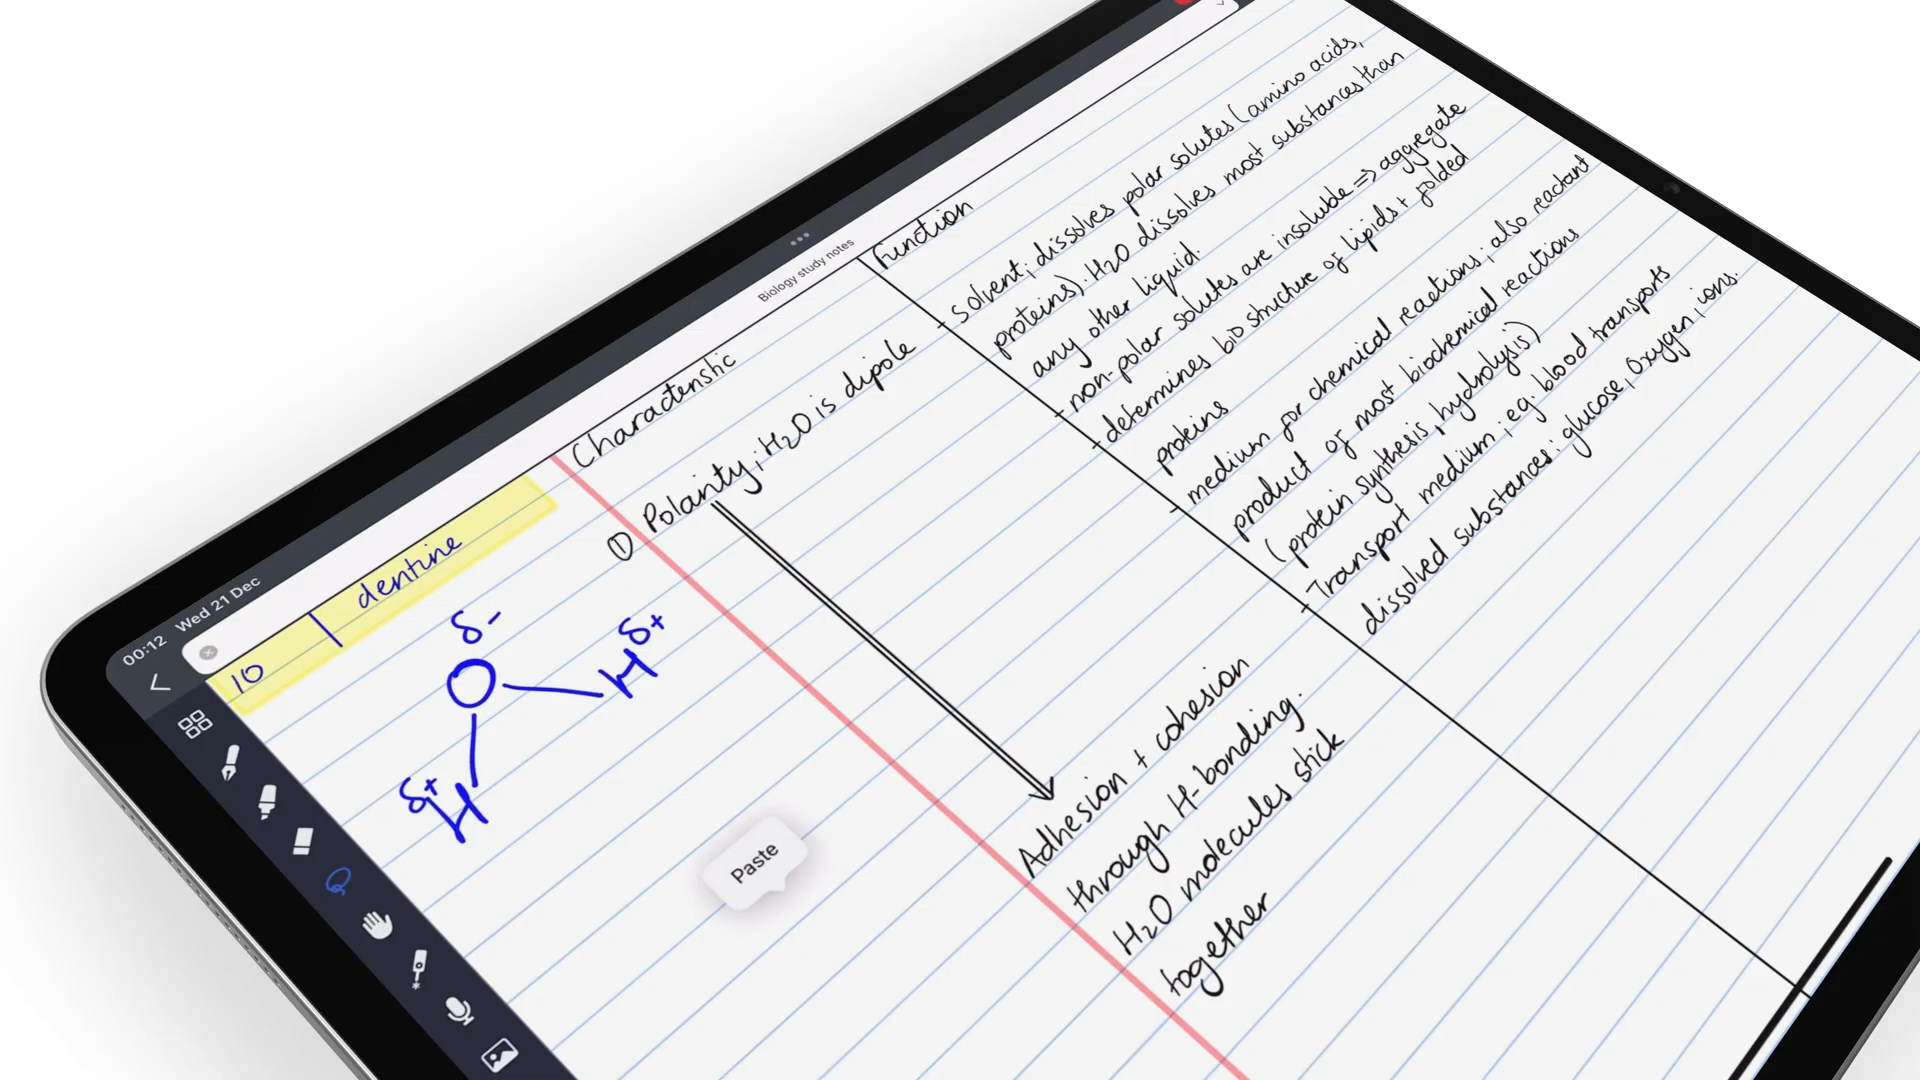 00:12 Wed 21 Dec
Biology study notes
10 | dentine
Characteristic
Function
① Polarity; H₂O is dipole
δ-
O
H δ+
δ+ H
Adhesion + cohesion
through H-bonding.
H₂O molecules stick
together
- Solvent; dissolves polar solutes (amino acids,
proteins). H₂O dissolves most substances than
any other liquid.
- non-polar solutes are insoluble => aggregate
- determines bio structure of lipids + folded
proteins
- medium for chemical reactions; also reactant
product of most biochemical reactions
(protein synthesis, hydrolysis)
- Transport medium; eg. blood transports
dissolved substances: glucose, oxygen, ions.
Paste